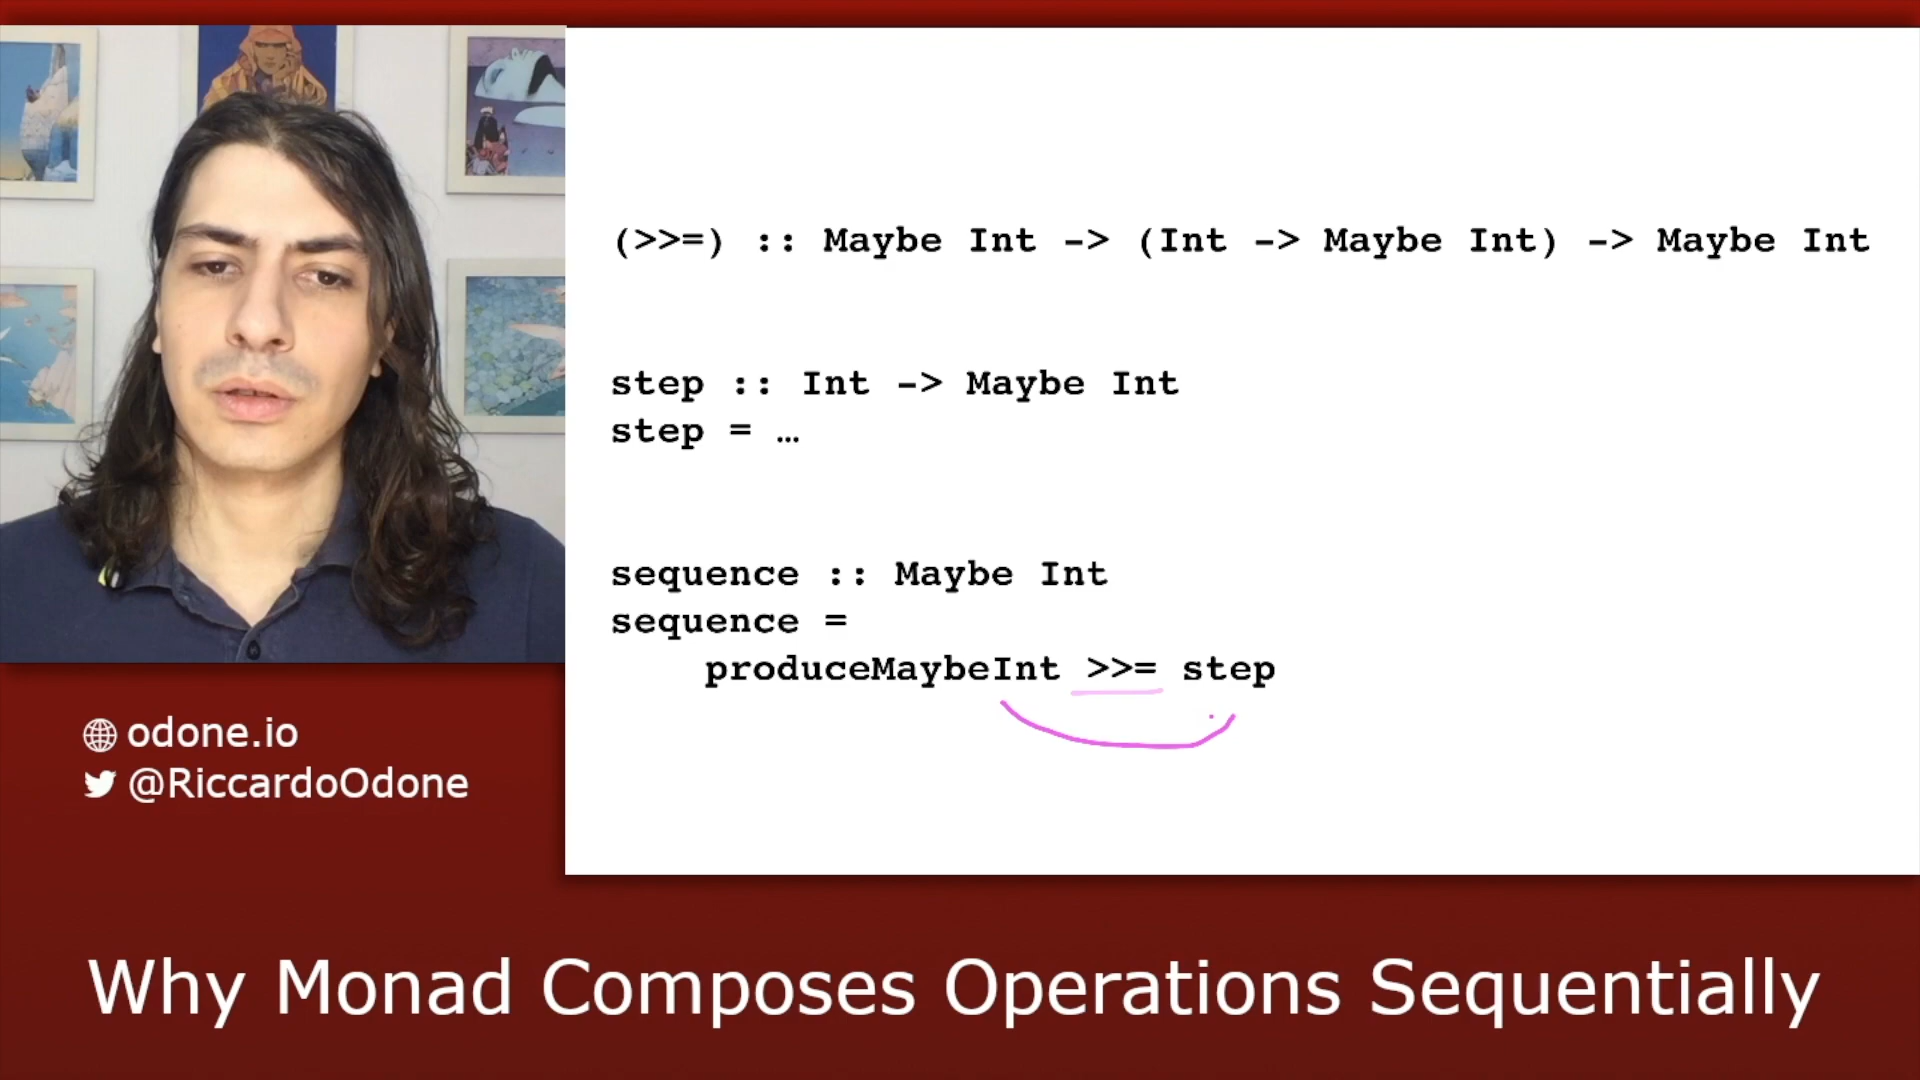 (>>=) :: Maybe Int -> (Int -> Maybe Int) -> Maybe Int
step :: Int -> Maybe Int
step = …
sequence :: Maybe Int
sequence =
produceMaybeInt >>= step
odone.io
@RiccardoOdone
Why Monad Composes Operations Sequentially